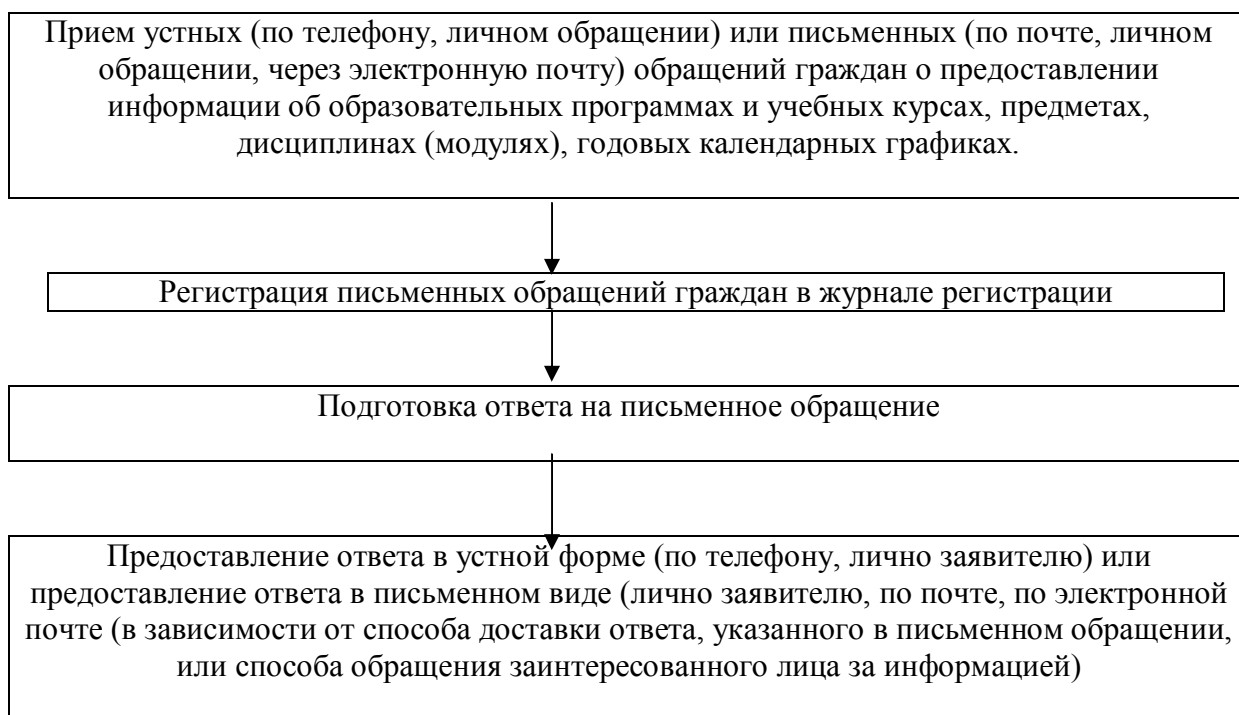 Прием устных (по телефону, личном обращении) или письменных (по почте, личном
обращении, через электронную почту) обращений граждан о предоставлении
информации об образовательных программах и учебных курсах, предметах,
дисциплинах (модулях), годовых календарных графиках.
Регистрация письменных обращений граждан в журнале регистрации
Подготовка ответа на письменное обращение
Предоставление ответа в устной форме (по телефону, лично заявителю) или
предоставление ответа в письменном виде (лично заявителю, по почте, по электронной
почте (в зависимости от способа доставки ответа, указанного в письменном обращении,
или способа обращения заинтересованного лица за информацией)